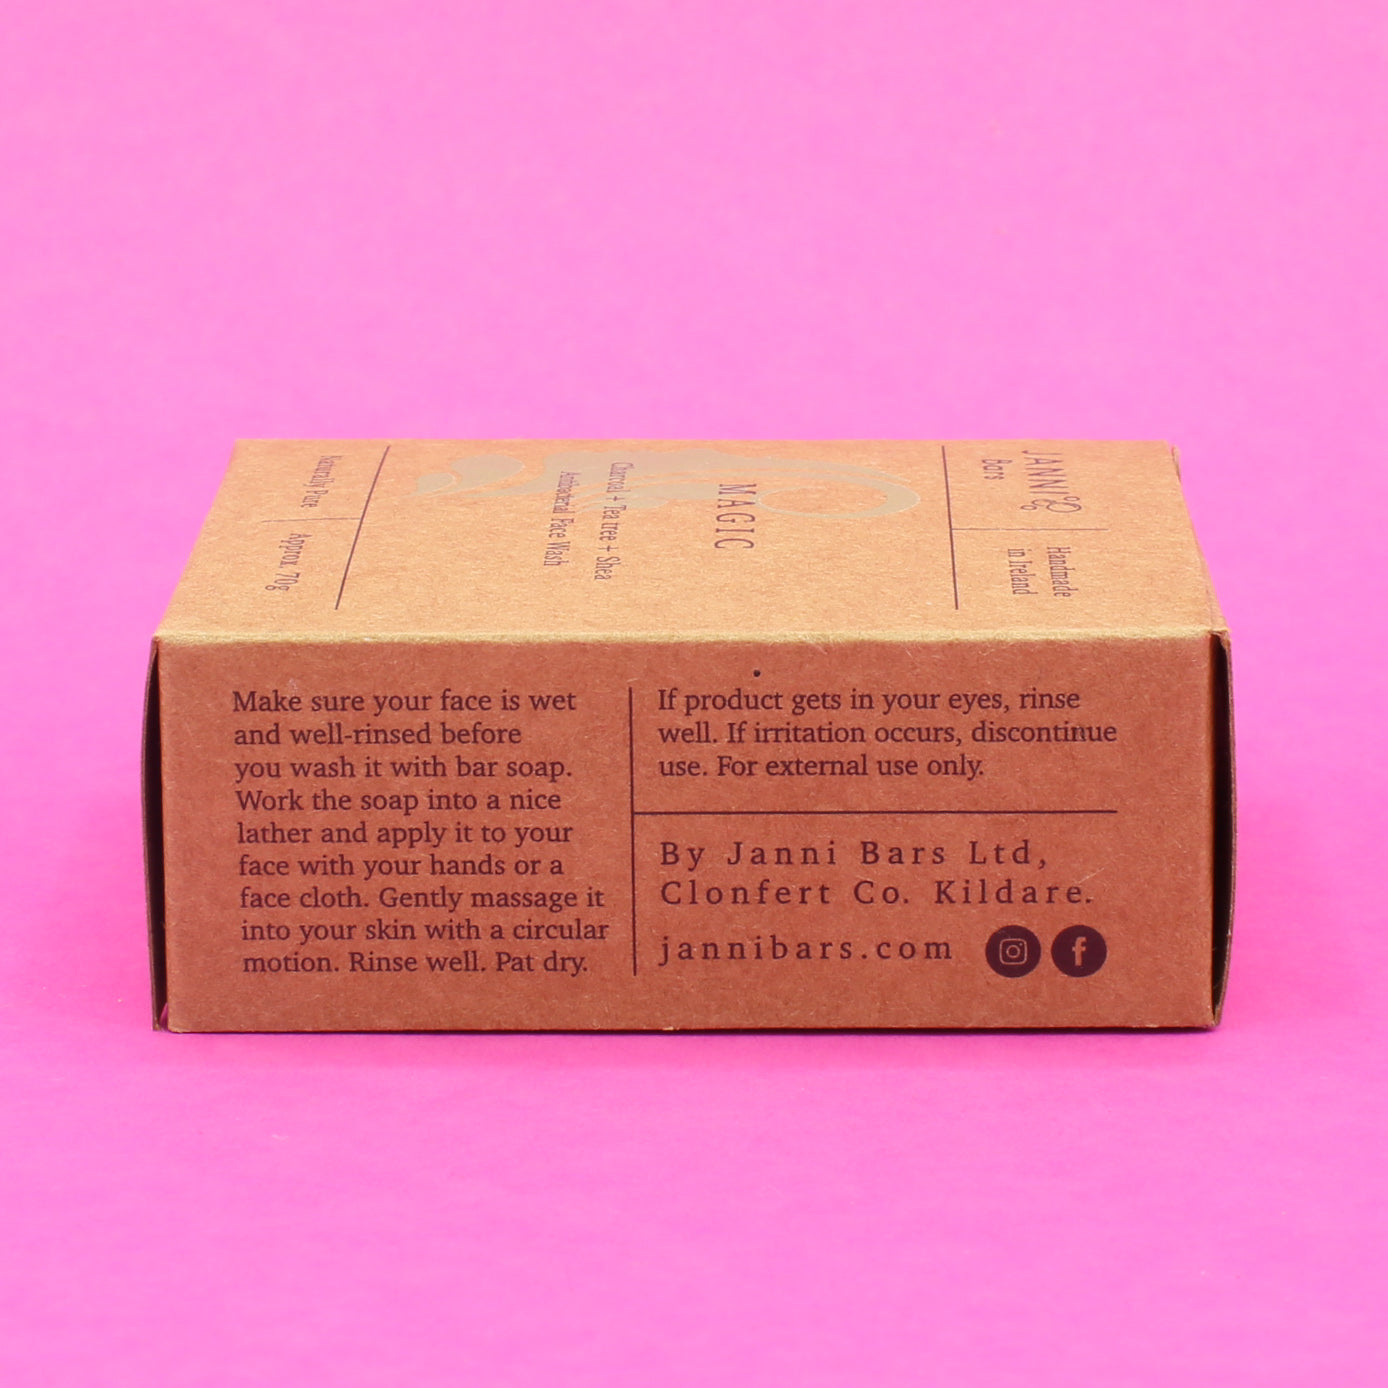 Naturally Pure
Approx 70g
MAGIC
Charcoal + Tea tree + Shea
Antibacterial Face Wash
JANNI
Bars
Handmade
in Ireland
Make sure your face is wet
and well-rinsed before
you wash it with bar soap.
Work the soap into a nice
lather and apply it to your
face with your hands or a
face cloth. Gently massage it
into your skin with a circular
motion. Rinse well. Pat dry.
If product gets in your eyes, rinse
well. If irritation occurs, discontinue
use. For external use only.
By Janni Bars Ltd,
Clonfert Co. Kildare.
jannibars.com